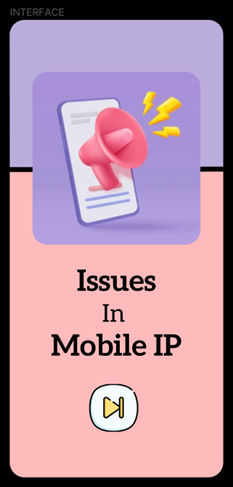 INTERFACE
Issues
In
Mobile IP